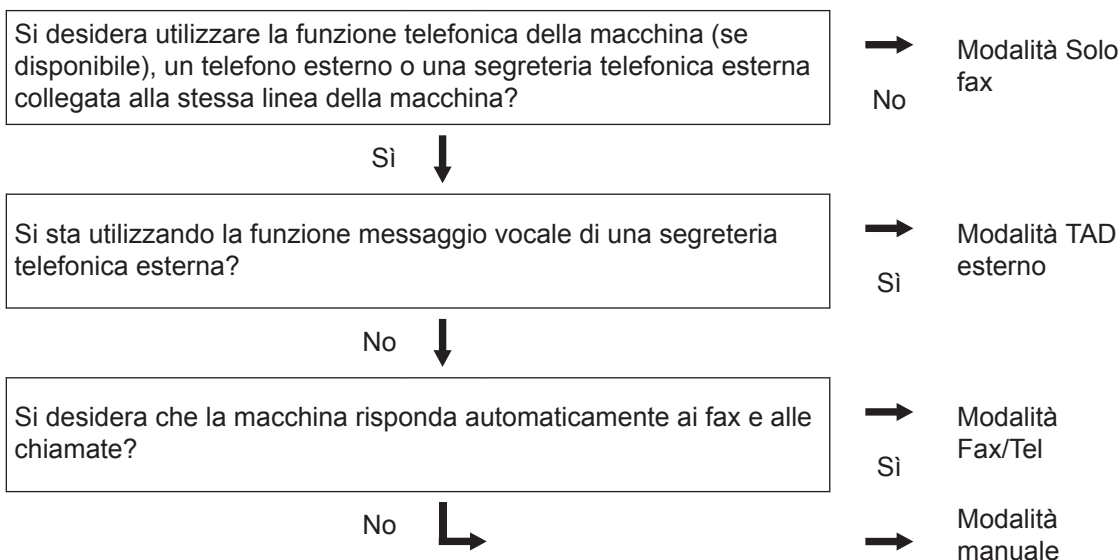 Si desidera utilizzare la funzione telefonica della macchina (se
disponibile), un telefono esterno o una segreteria telefonica esterna
collegata alla stessa linea della macchina?
No
Modalità Solo
fax
Sì
Si sta utilizzando la funzione messaggio vocale di una segreteria
telefonica esterna?
Sì
Modalità TAD
esterno
No
Si desidera che la macchina risponda automaticamente ai fax e alle
chiamate?
Sì
Modalità
Fax/Tel
No
Modalità
manuale